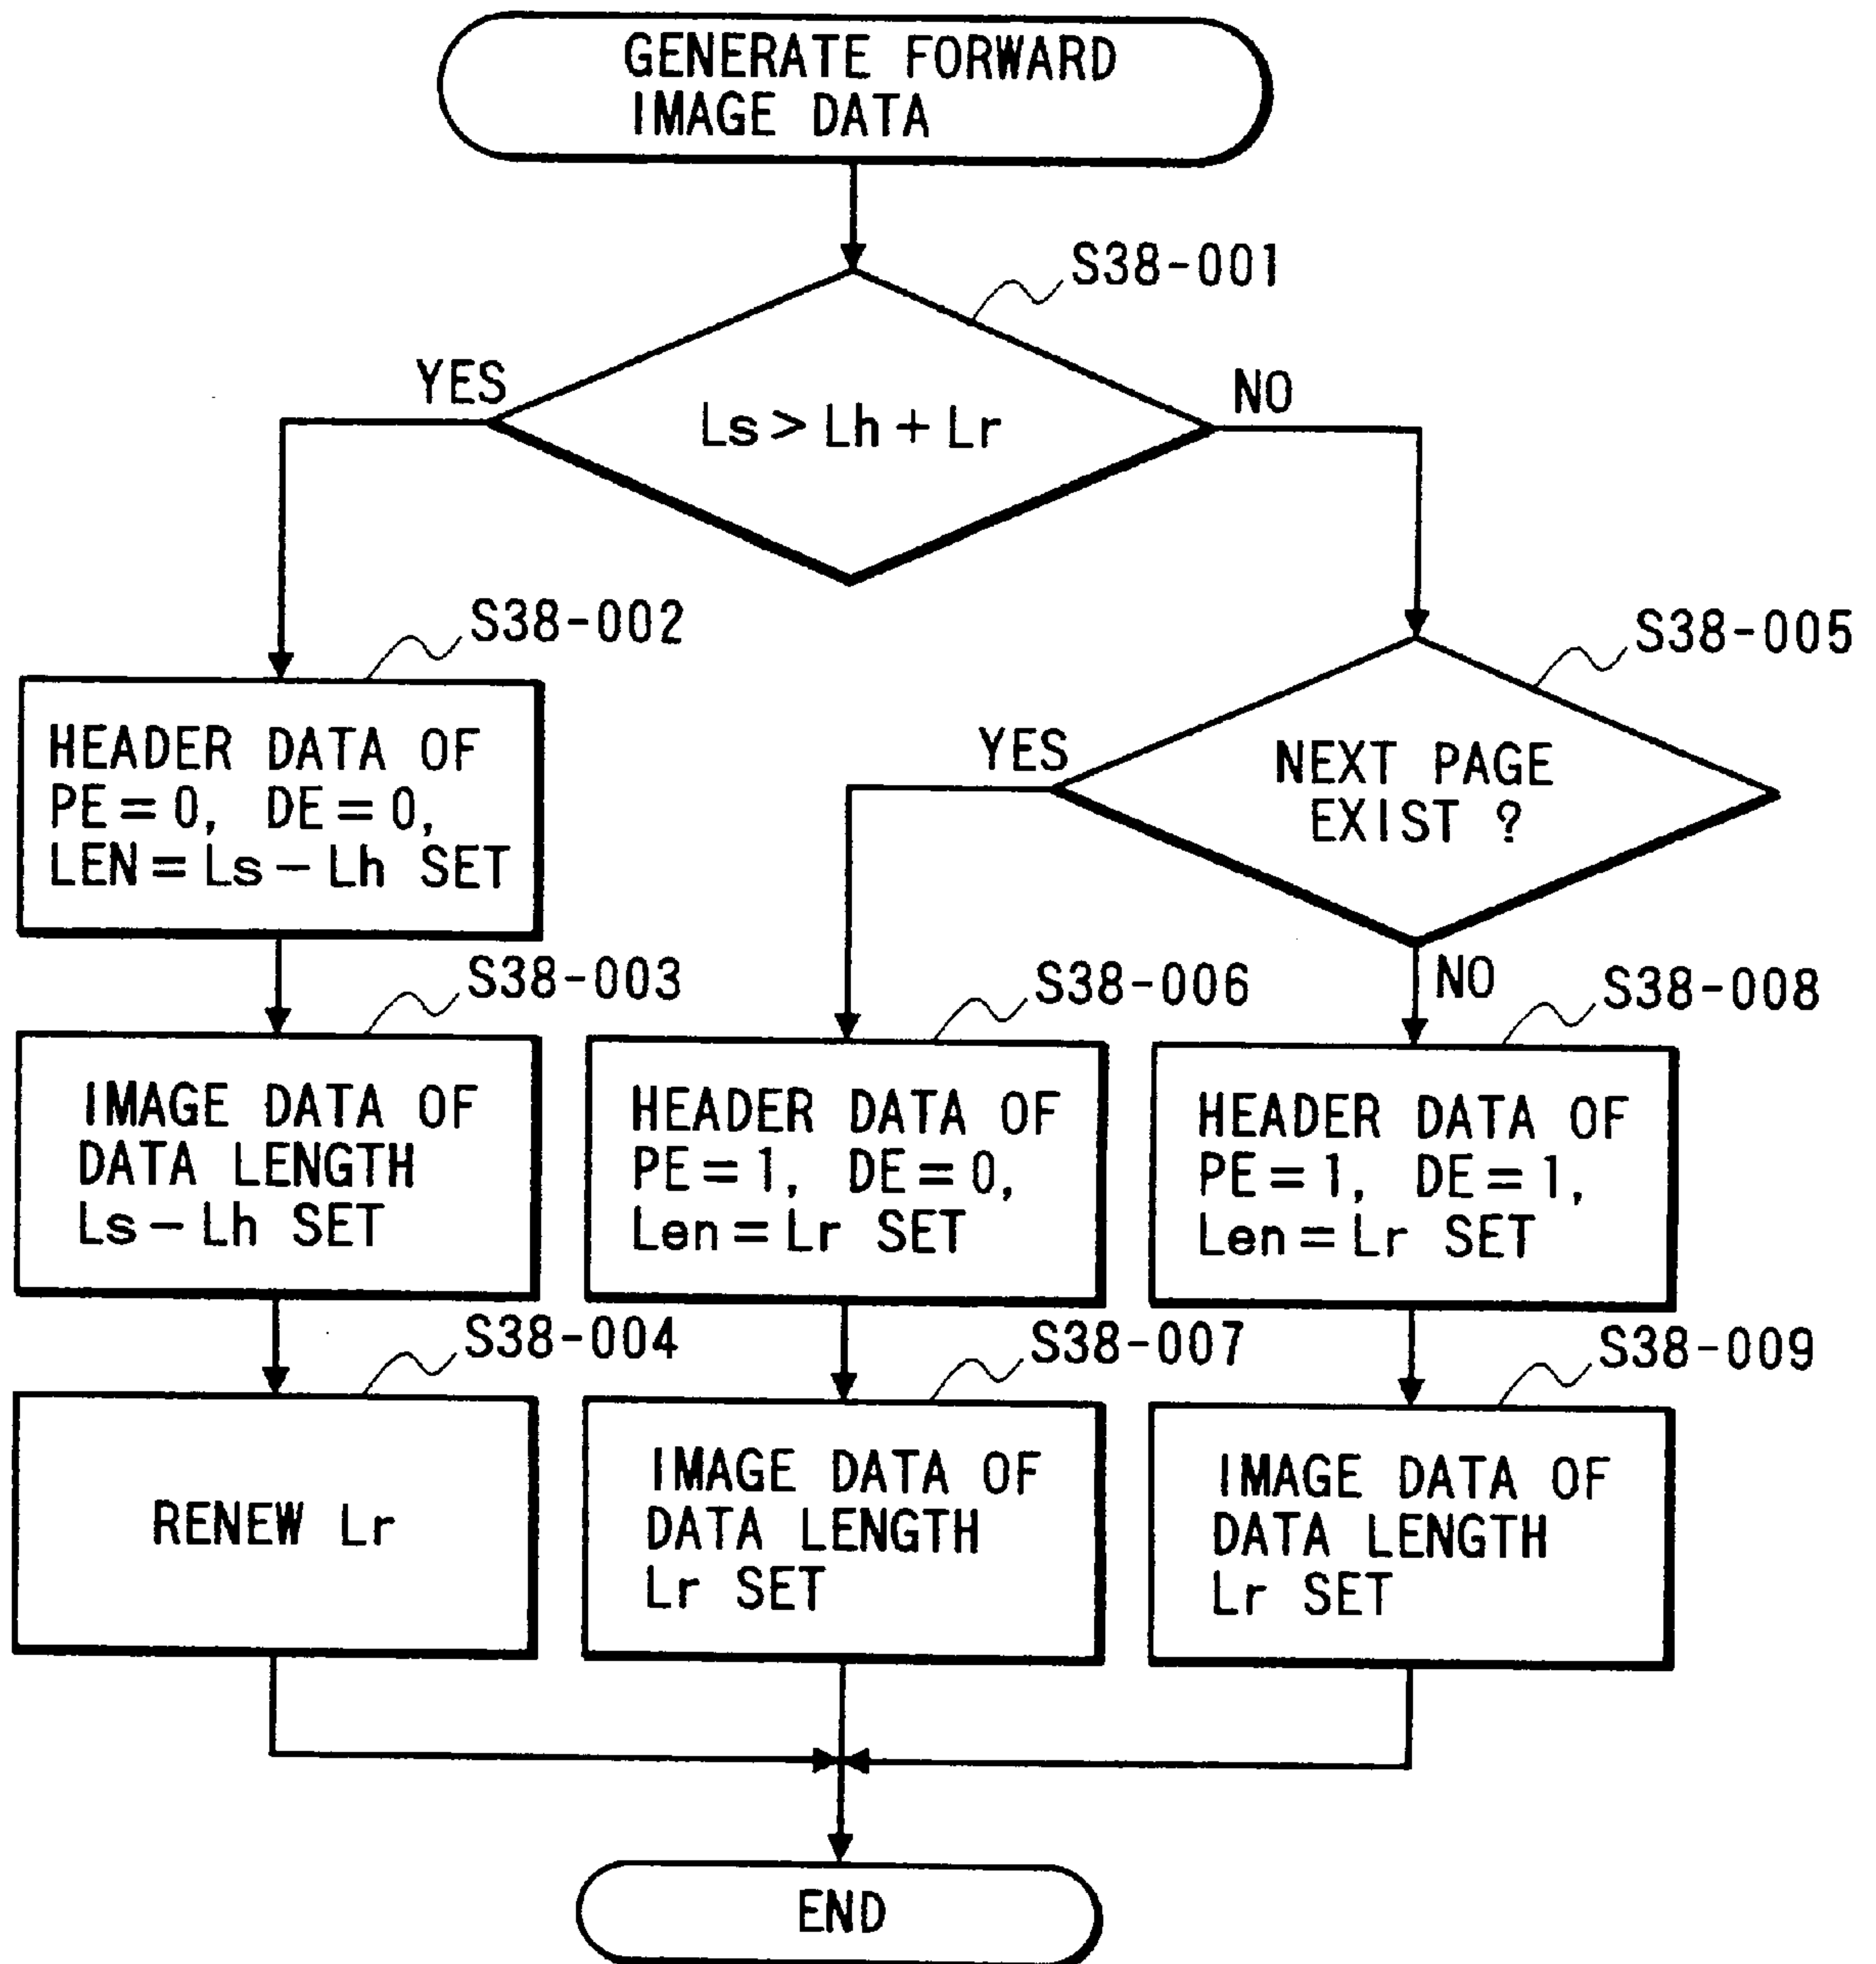 GENERATE FORWARD
IMAGE DATA
S38-001
YES
NO
Ls > Lh + Lr
S38-002
S38-005
HEADER DATA OF
PE = 0, DE = 0,
LEN = Ls - Lh SET
YES
NEXT PAGE
EXIST ?
NO
S38-003
S38-006
S38-008
IMAGE DATA OF
DATA LENGTH
Ls - Lh SET
HEADER DATA OF
PE = 1, DE = 0,
Len = Lr SET
HEADER DATA OF
PE = 1, DE = 1,
Len = Lr SET
S38-004
S38-007
S38-009
RENEW Lr
IMAGE DATA OF
DATA LENGTH
Lr SET
IMAGE DATA OF
DATA LENGTH
Lr SET
END